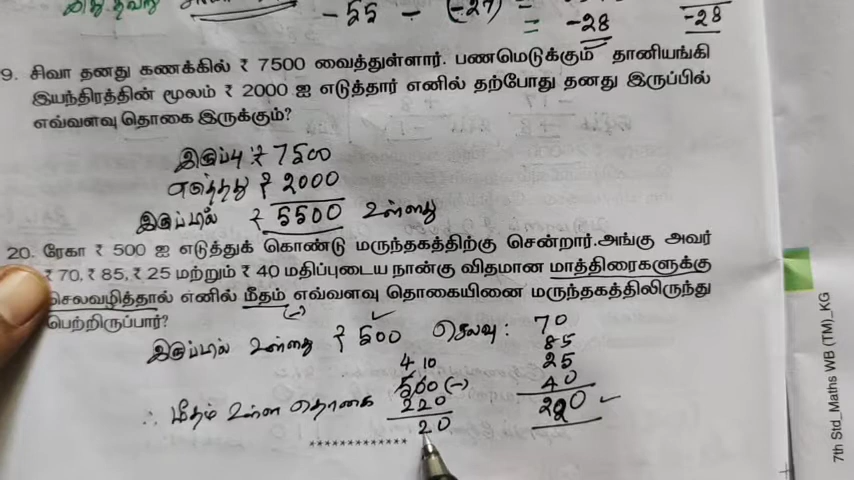 - 55 - (-27) =
= -28
-28
9. சிவா தனது கணக்கில் ₹ 7500 வைத்துள்ளார். பணமெடுக்கும் தானியங்கி
இயந்திரத்தின் மூலம் ₹ 2000 ஐ எடுத்தார் எனில் தற்போது தனது இருப்பில்
எவ்வளவு தொகை இருக்கும்?
இருப்பு ₹ 7500
எடுத்தது ₹ 2000
இருப்பில் ₹ 5500 உள்ளது
20. ரேகா ₹ 500 ஐ எடுத்துக் கொண்டு மருந்தகத்திற்கு சென்றார்.அங்கு அவர்
₹ 70, ₹ 85, ₹ 25 மற்றும் ₹ 40 மதிப்புடைய நான்கு விதமான மாத்திரைகளுக்கு
செலவழித்தால் எனில் மீதம் எவ்வளவு தொகையினை மருந்தகத்திலிருந்து
பெற்றிருப்பார்?
(-)
இருப்பில் உள்ளது ₹ 500 செலவு : 70
85
4 10 25
500 (-) 40
∴ மீதம் உள்ள தொகை 220 220
20
*************
7th Std_Maths WB (TM)_KG